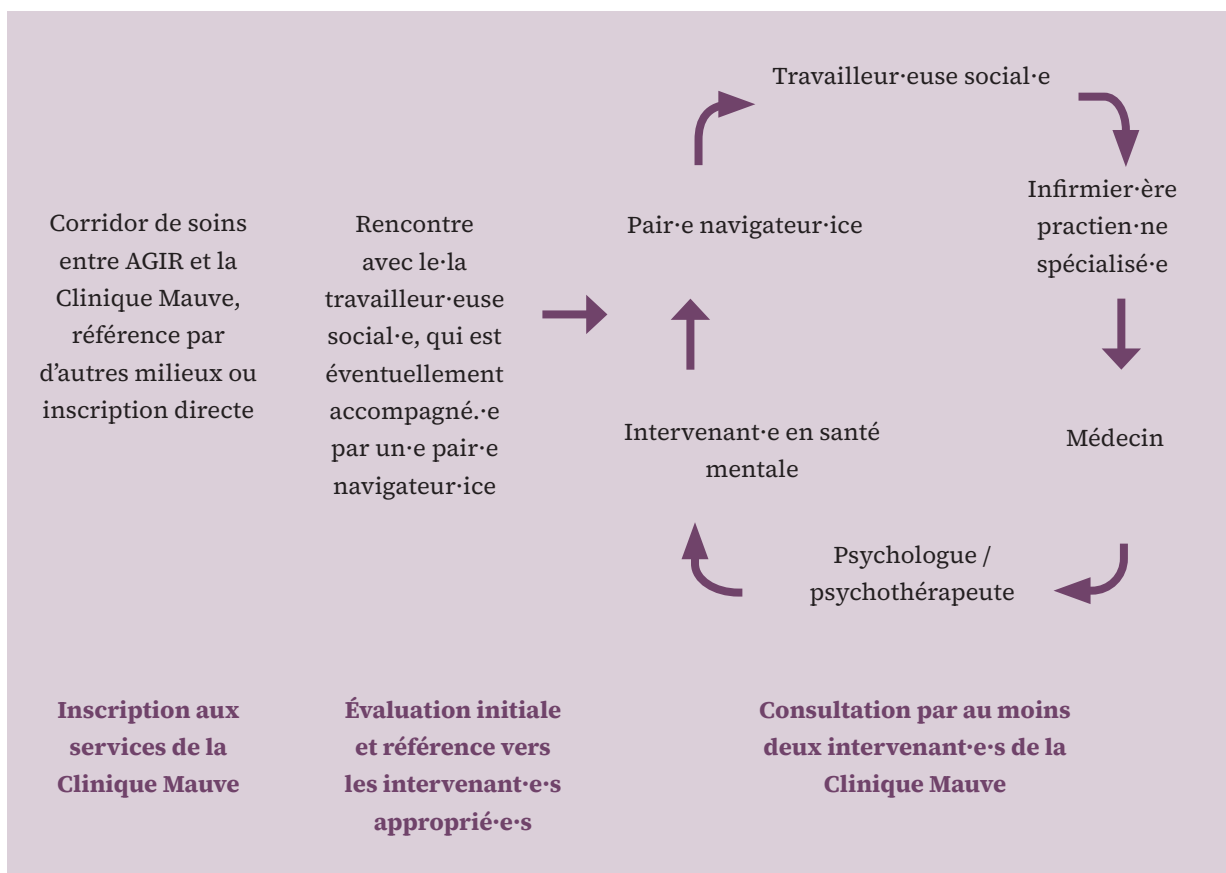 Corridor de soins
entre AGIR et la
Clinique Mauve,
référence par
d'autres milieux ou
inscription directe
Rencontre
avec le·la
travailleur·euse
social·e, qui est
éventuellement
accompagné.·e
par un·e pair·e
navigateur·ice
Pair·e navigateur·ice
Travailleur·euse social·e
Infirmier·ère
practien·ne
spécialisé·e
Médecin
Psychologue /
psychothérapeute
Intervenant·e en santé
mentale
Inscription aux
services de la
Clinique Mauve
Évaluation initiale
et référence vers
les intervenant·e·s
approprié·e·s
Consultation par au moins
deux intervenant·e·s de la
Clinique Mauve